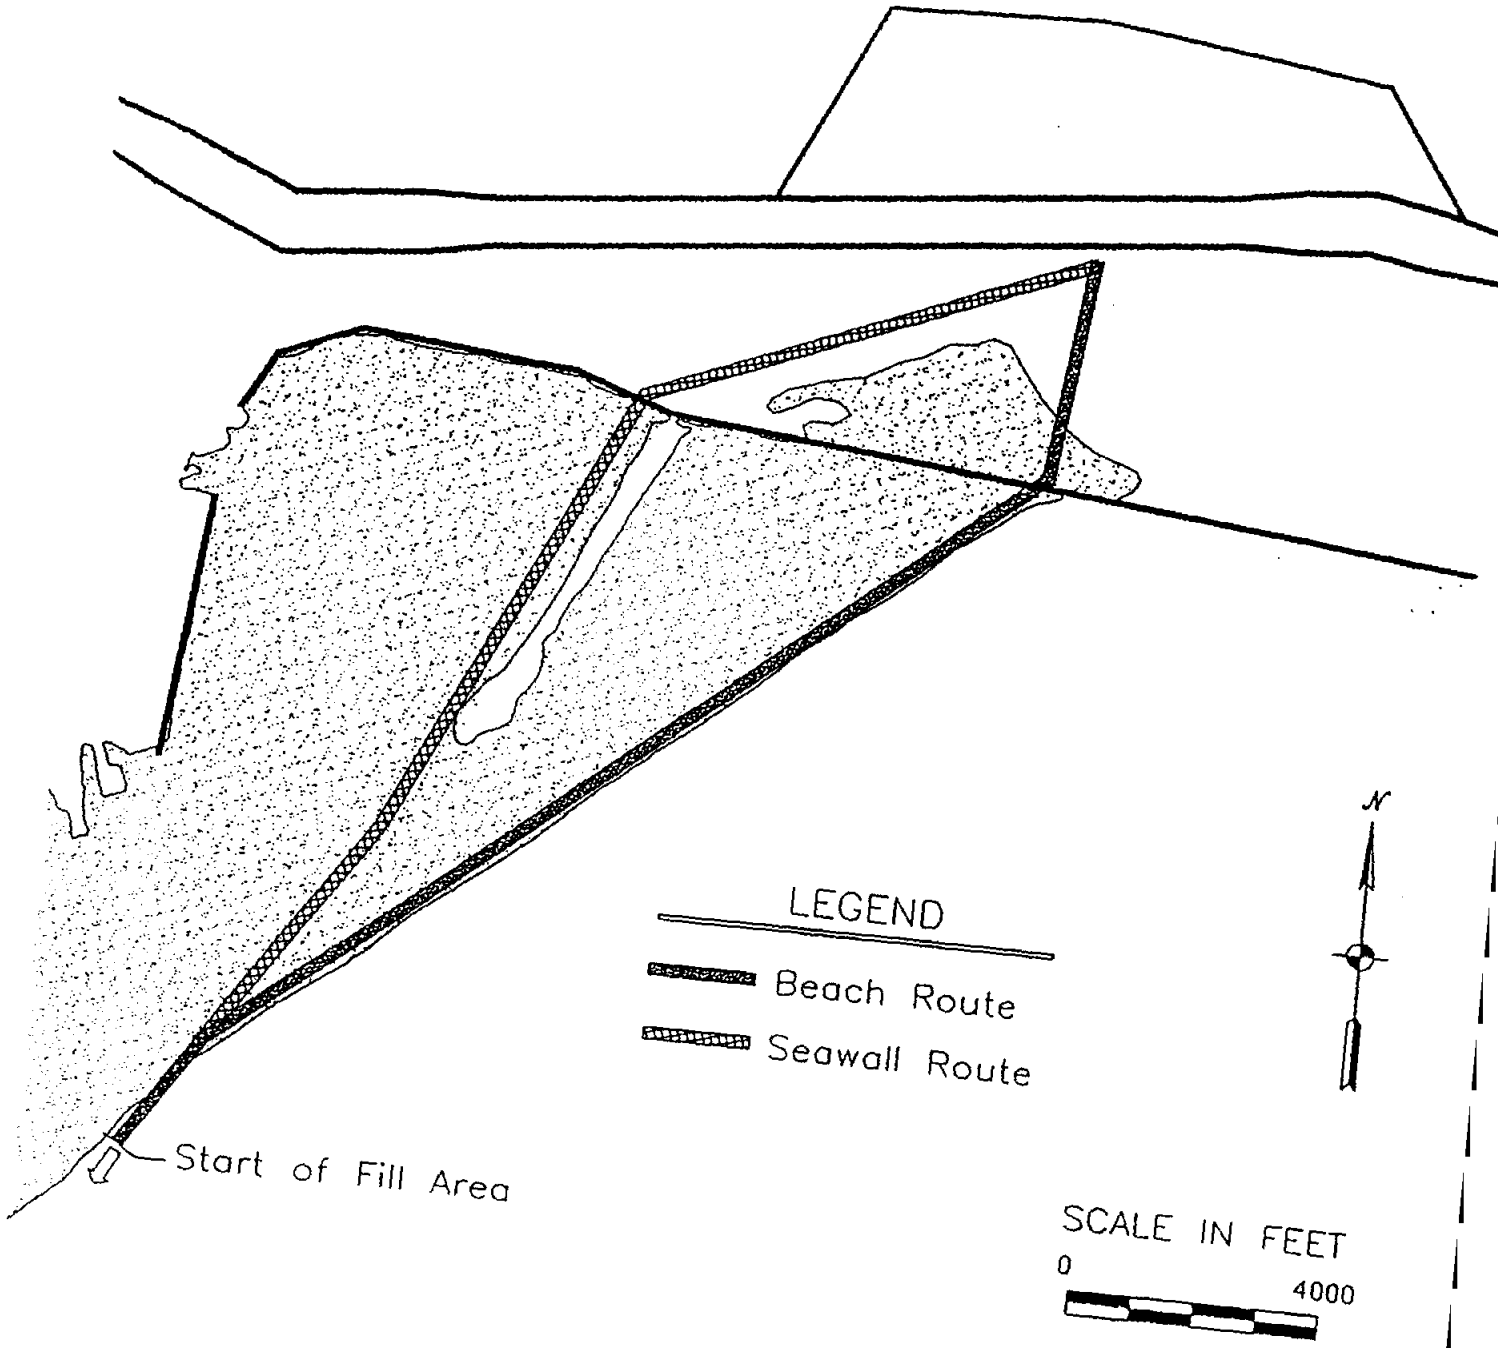 N
LEGEND
Beach Route
Seawall Route
Start of Fill Area
SCALE IN FEET
0 4000